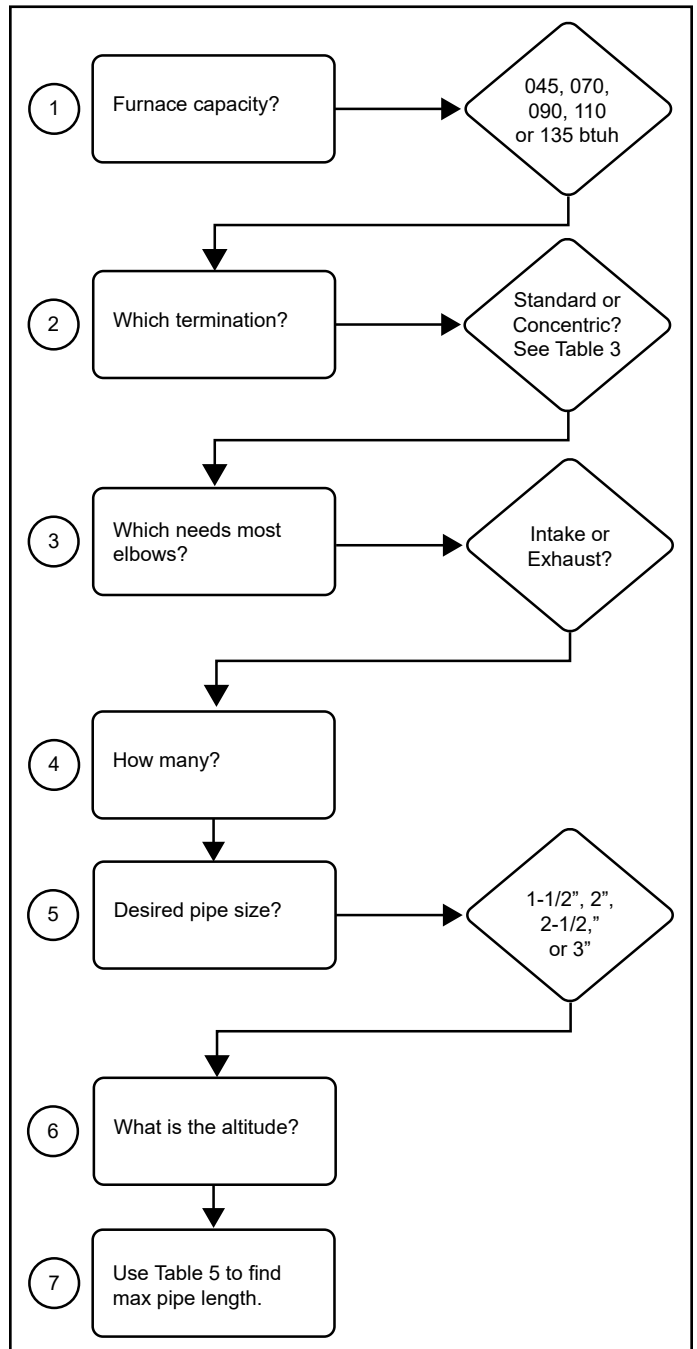 1
Furnace capacity?
045, 070,
090, 110
or 135 btuh
2
Which termination?
Standard or
Concentric?
See Table 3
3
Which needs most
elbows?
Intake or
Exhaust?
4
How many?
5
Desired pipe size?
1-1/2”, 2”,
2-1/2,”
or 3”
6
What is the altitude?
7
Use Table 5 to find
max pipe length.